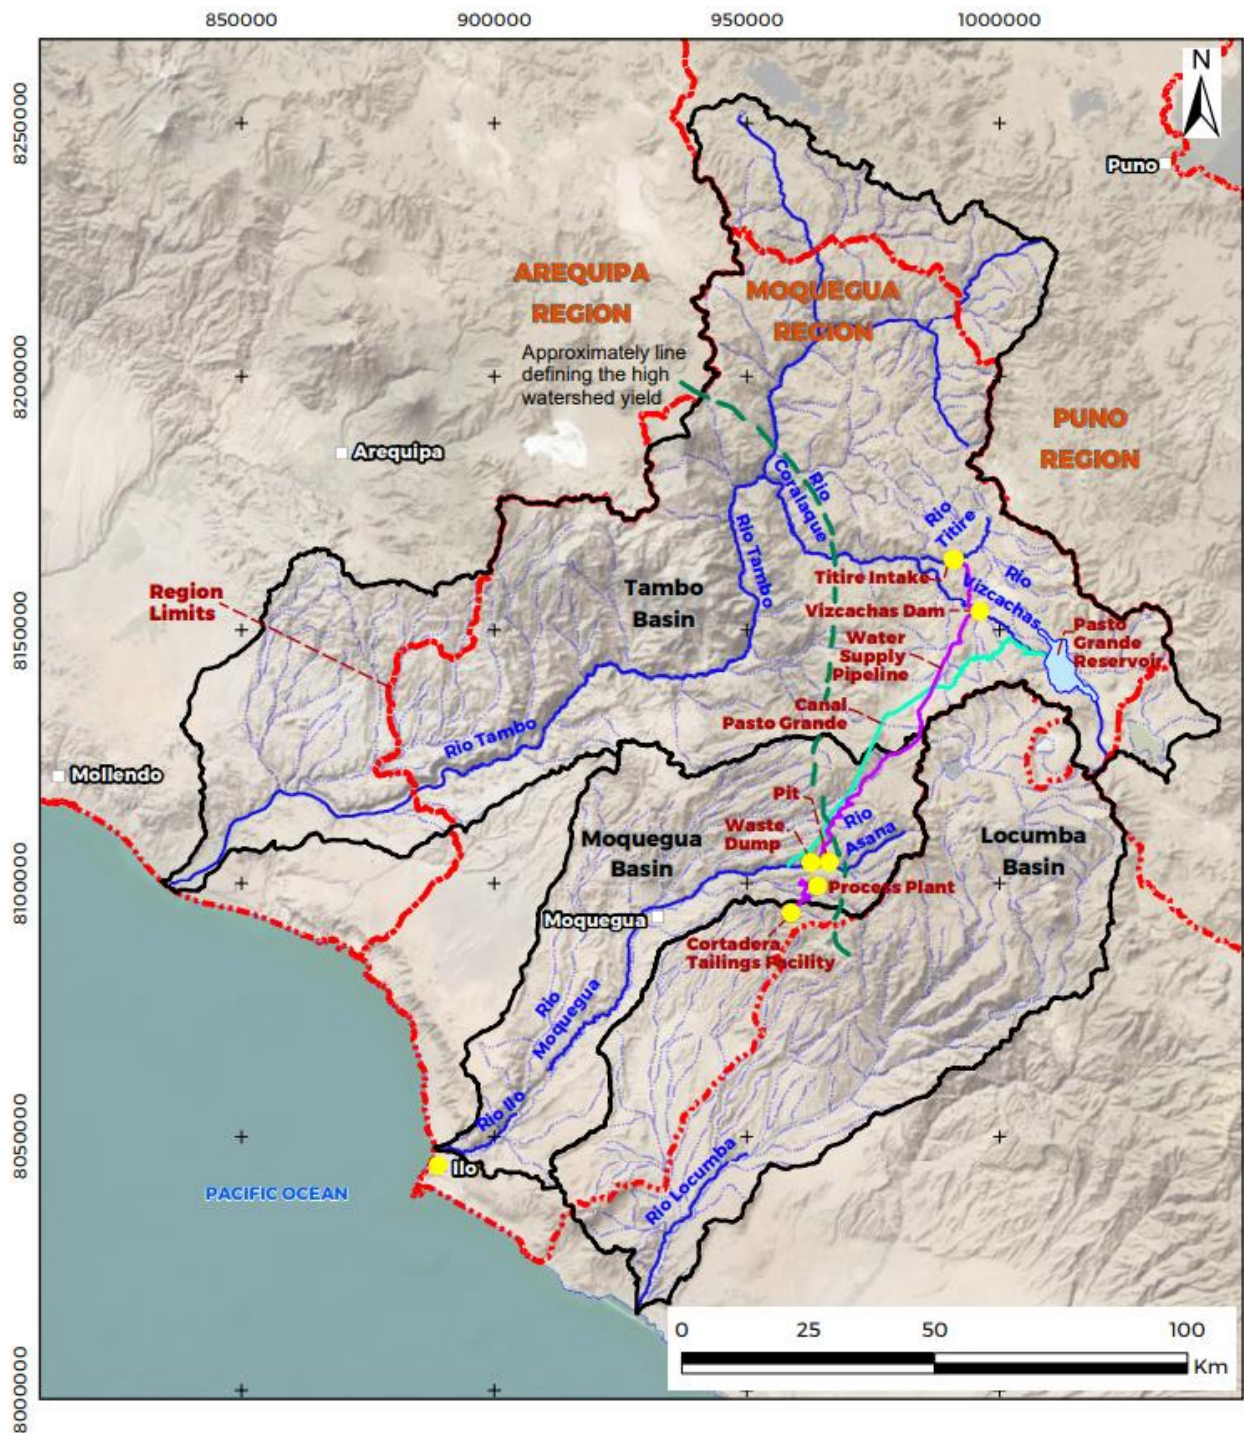 850000
900000
950000
1000000
8250000
8200000
8150000
8100000
8050000
8000000
N
Puno
AREQUIPA
REGION
MOQUEGUA
REGION
Approximately line
defining the high
watershed yield
PUNO
REGION
Arequipa
Rio
Coralaque
Rio
Titire
Rio Tambo
Titire Intake
Rio
Vizcachas
Region
Limits
Tambo
Basin
Vizcachas Dam
Water
Supply
Pipeline
Pasto
Grande
Reservoir
Canal
Pasto Grande
Rio Tambo
Mollendo
Pit
Rio
Asana
Waste
Dump
Moquegua
Basin
Locumba
Basin
Process Plant
Moquegua
Cortadera
Tailings Facility
Rio
Moquegua
Rio Ilo
Ilo
Rio Locumba
PACIFIC OCEAN
0
25
50
100
Km